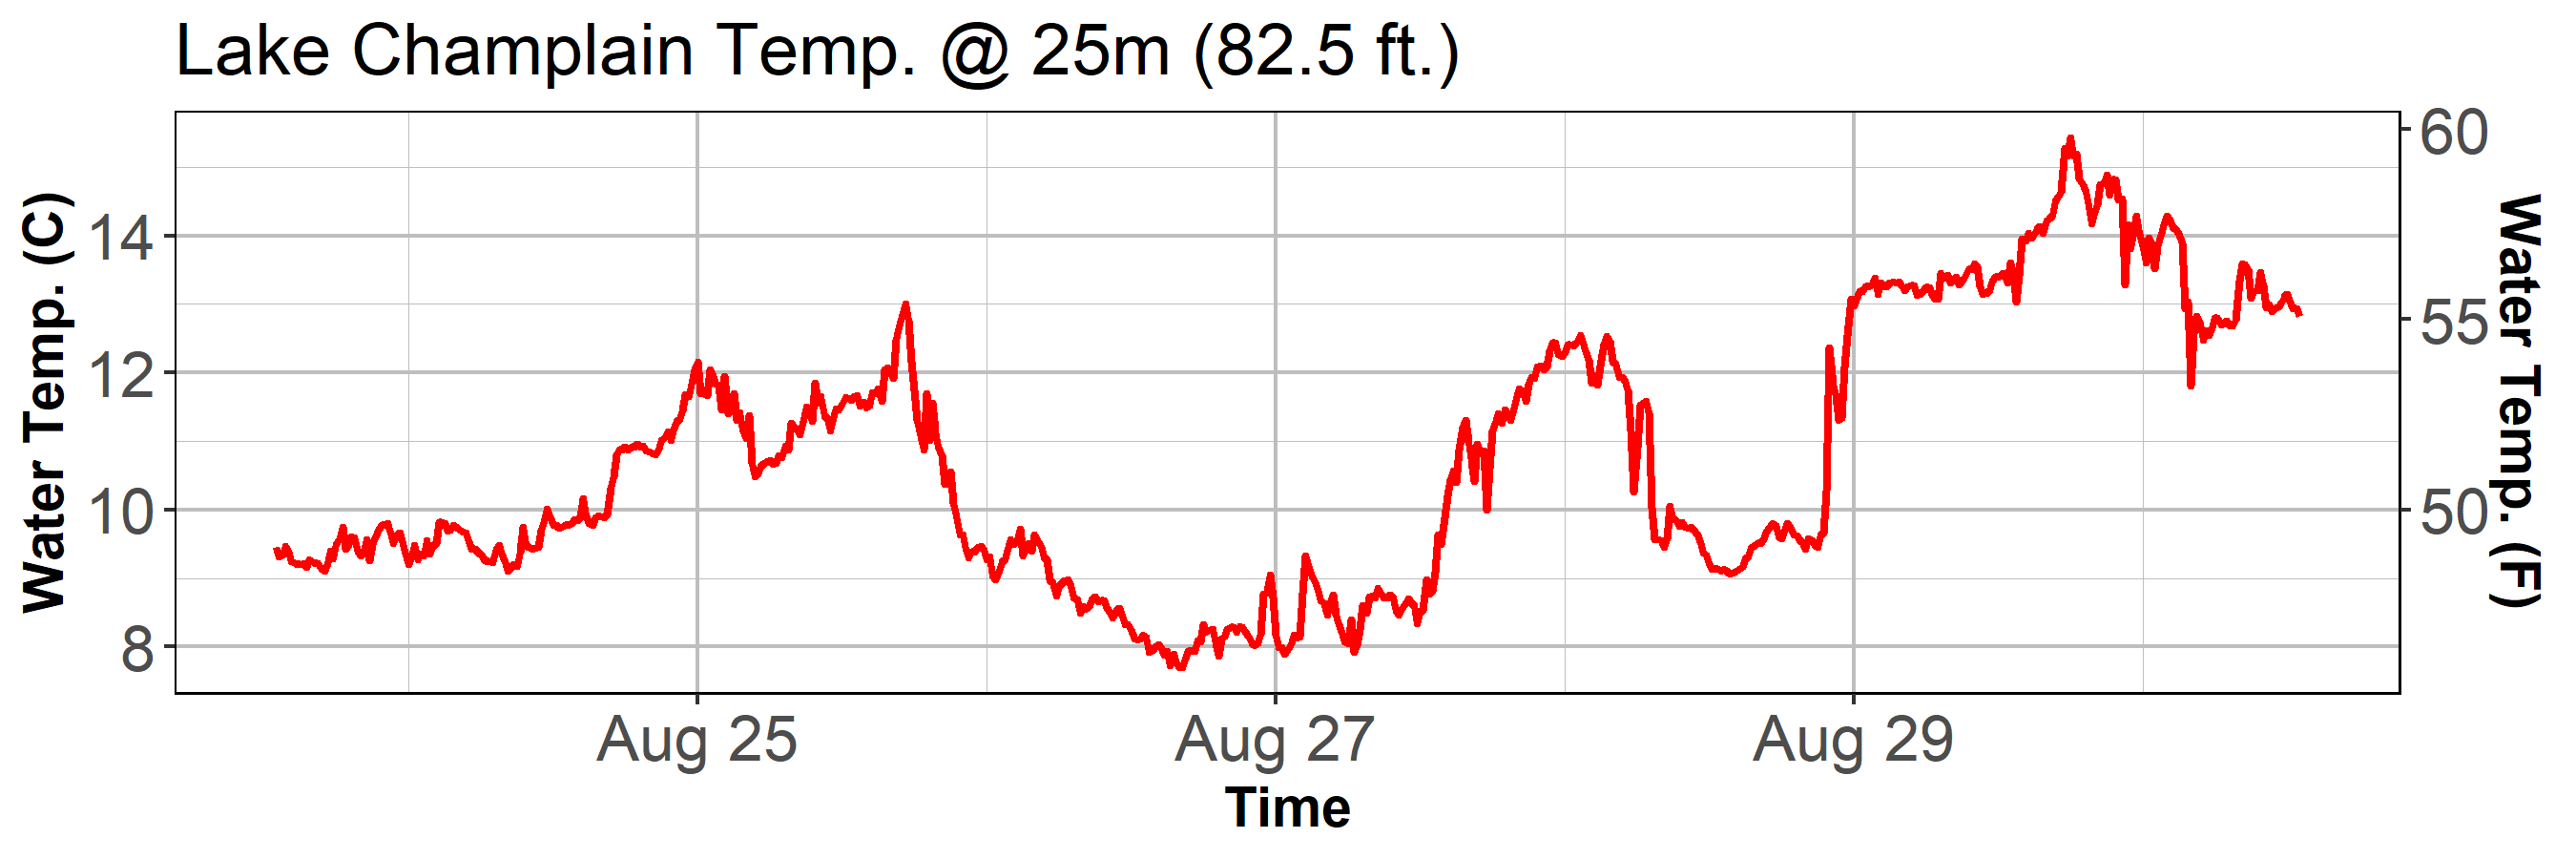 Lake Champlain Temp. @ 25m (82.5 ft.)
Water Temp. (C)
14
12
10
8
60
55
50
Water Temp. (F)
Aug 25
Aug 27
Aug 29
Time